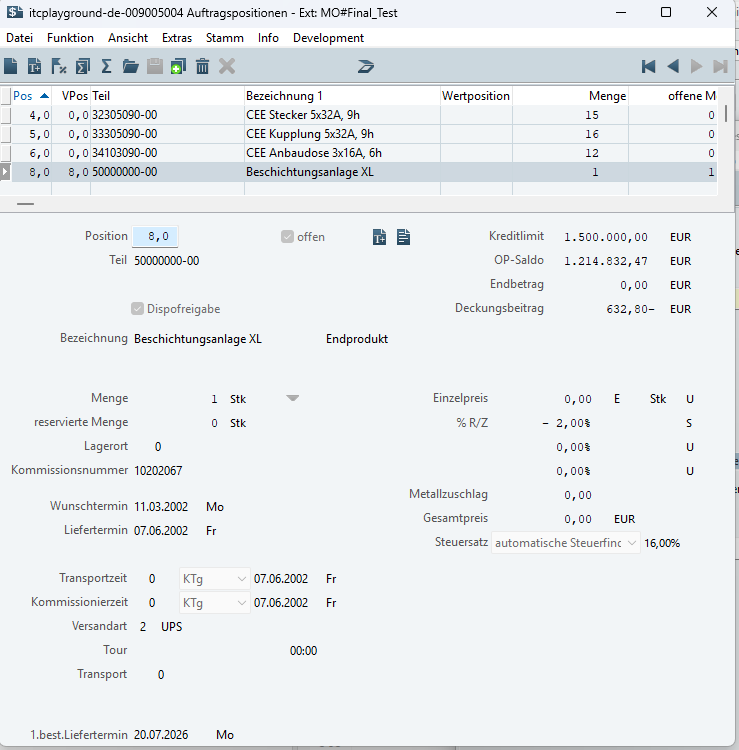 itcplayground-de-009005004 Auftragspositionen - Ext: MO#Final_Test
Datei Funktion Ansicht Extras Stamm Info Development
Pos VPos Teil Bezeichnung 1 Wertposition Menge offene M
4,0 0,0 32305090-00 CEE Stecker 5x32A, 9h 15 0
5,0 0,0 33305090-00 CEE Kupplung 5x32A, 9h 16 0
6,0 0,0 34103090-00 CEE Anbaudose 3x16A, 6h 12 0
8,0 8,0 50000000-00 Beschichtungsanlage XL 1 1
Position 8,0 offen Kreditlimit 1.500.000,00 EUR
Teil 50000000-00 OP-Saldo 1.214.832,47 EUR
Endbetrag 0,00 EUR
Dispofreigabe Deckungsbeitrag 632,80- EUR
Bezeichnung Beschichtungsanlage XL Endprodukt
Menge 1 Stk Einzelpreis 0,00 E Stk U
reservierte Menge 0 Stk % R/Z - 2,00% S
Lagerort 0 0,00% U
Kommissionsnummer 10202067 0,00% U
Metallzuschlag 0,00
Wunschtermin 11.03.2002 Mo
Gesamtpreis 0,00 EUR
Liefertermin 07.06.2002 Fr
Steuersatz automatische Steuerfinc 16,00%
Transportzeit 0 KTg 07.06.2002 Fr
Kommissionierzeit 0 KTg 07.06.2002 Fr
Versandart 2 UPS
Tour 00:00
Transport 0
1.best.Liefertermin 20.07.2026 Mo